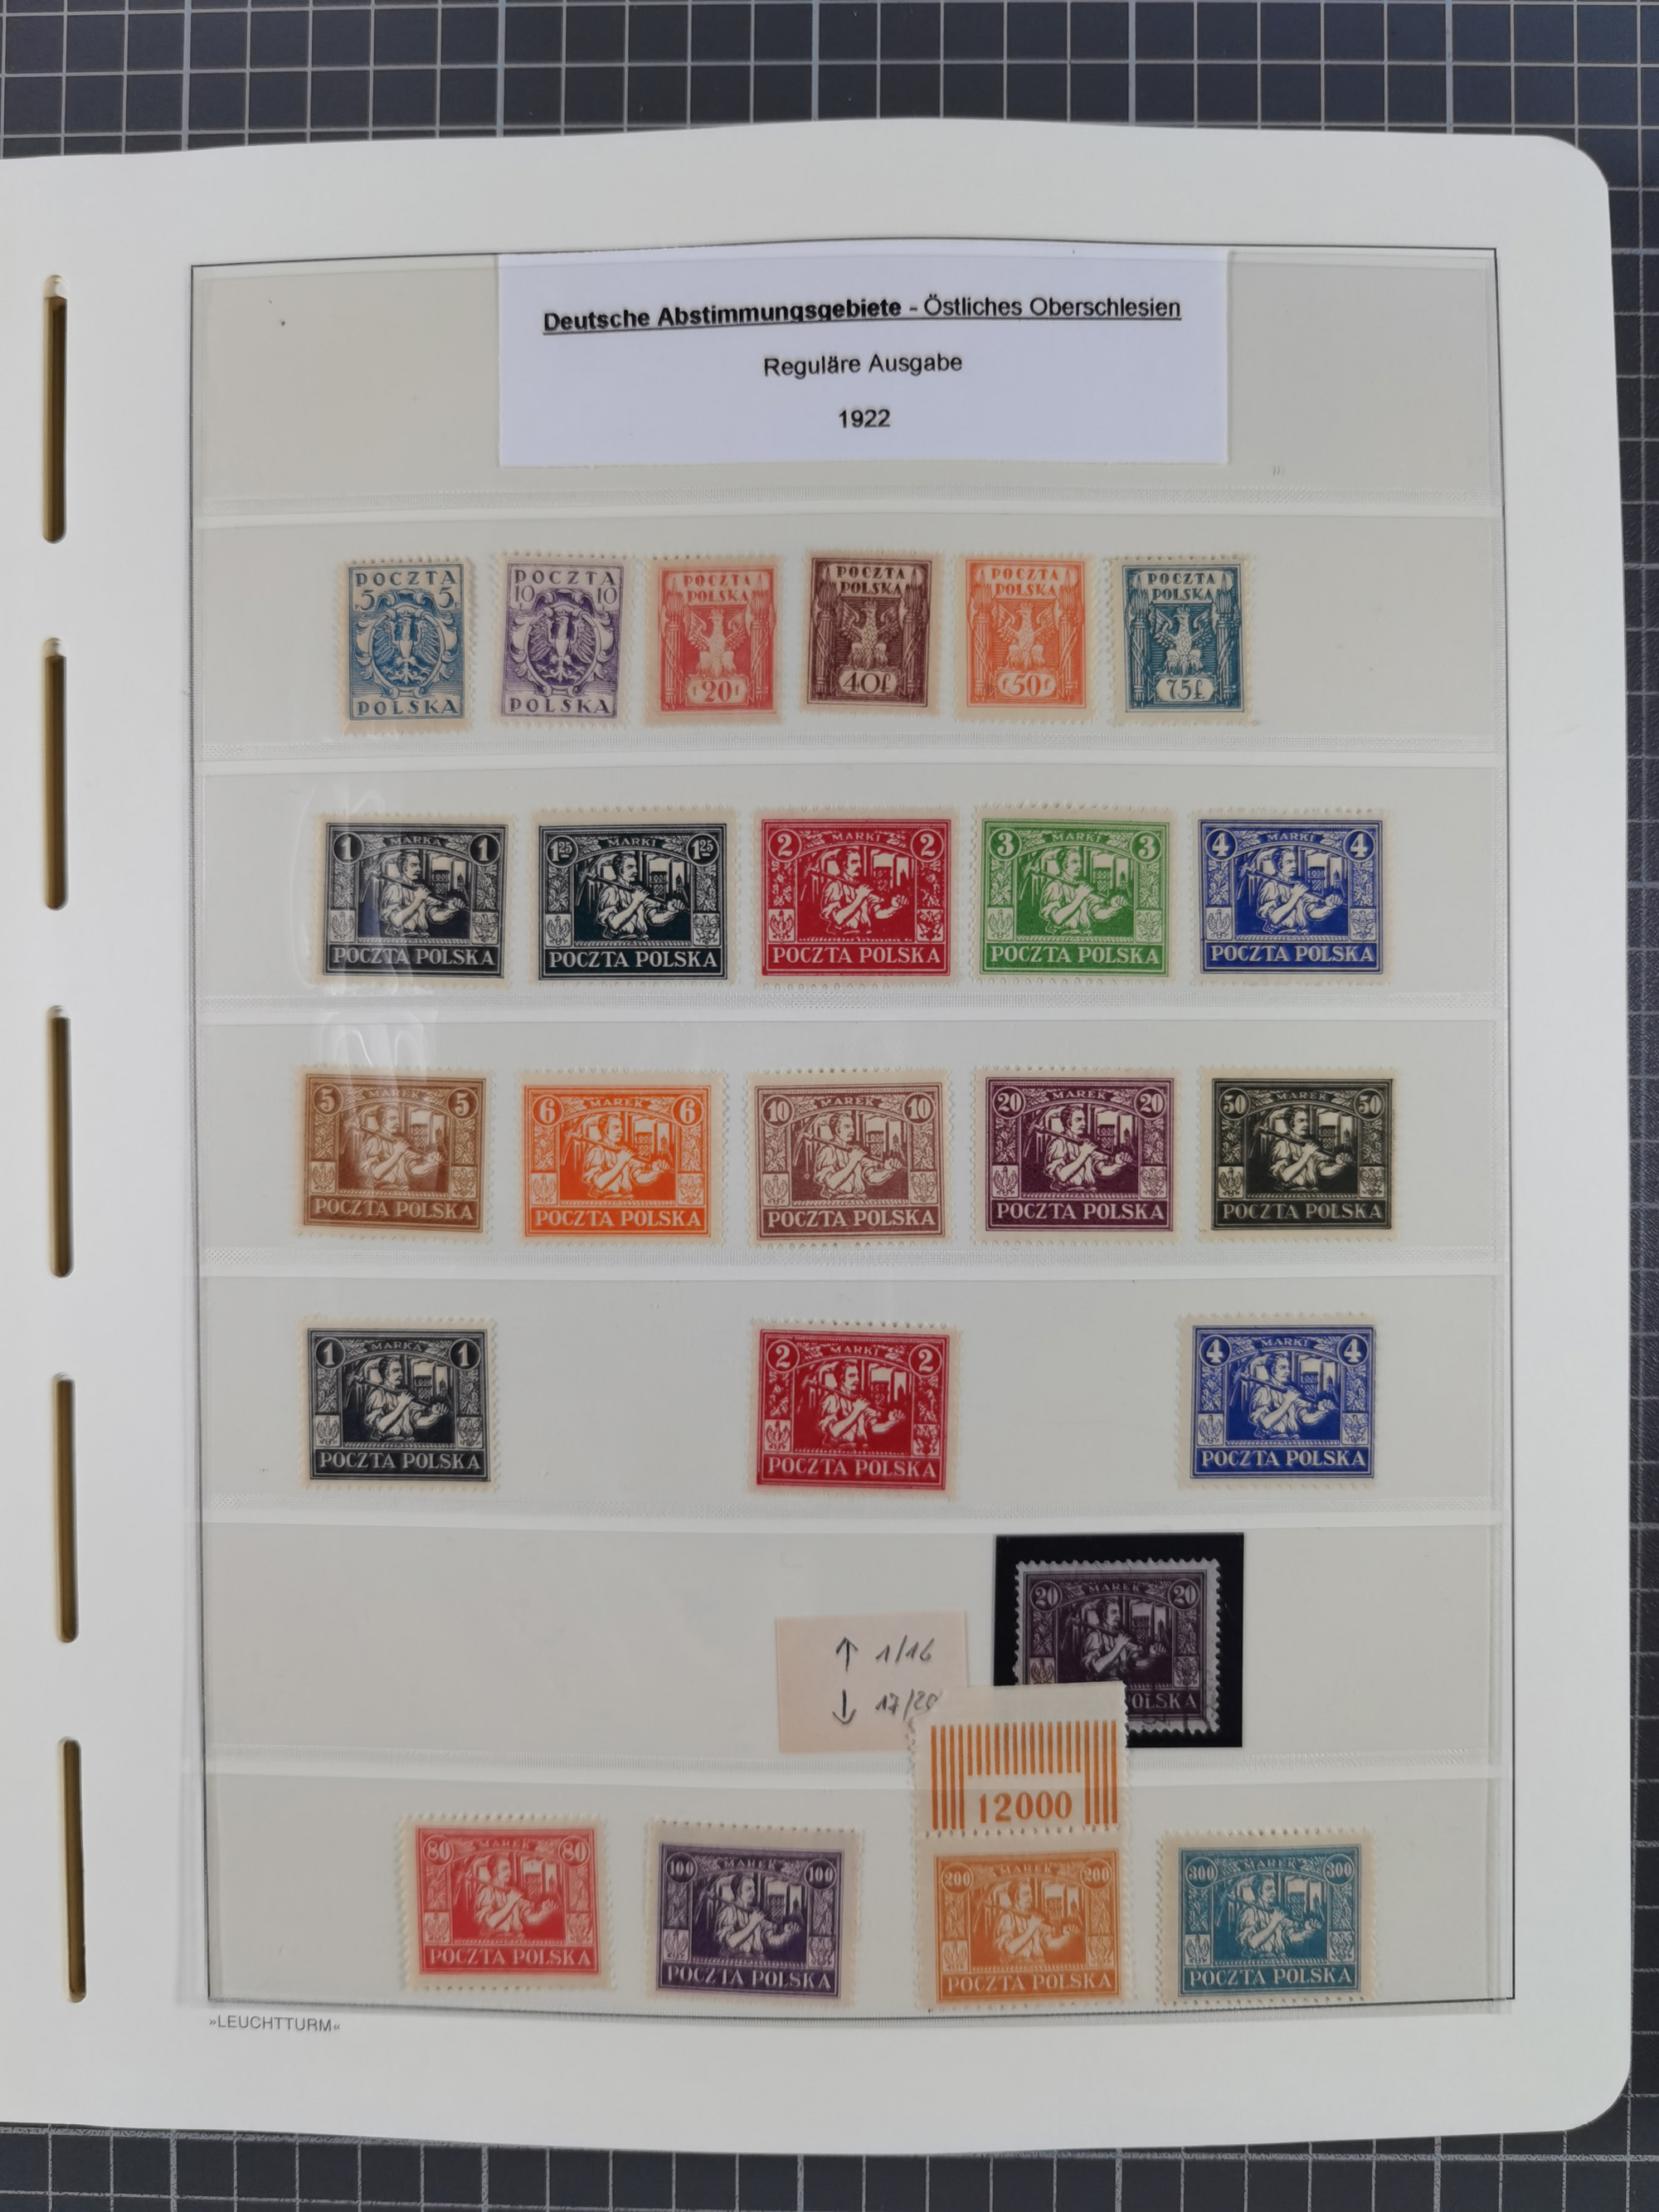 Deutsche Abstimmungsgebiete - Östliches Oberschlesien
Reguläre Ausgabe
1922
POCZTA
5 5
POLSKA
POCZTA
10 10
POLSKA
POCZTA
POLSKA
f 20 f
POCZTA
POLSKA
40f
POCZTA
POLSKA
f 50 f
POCZTA
POLSKA
75f.
1 MARKA 1
POCZTA POLSKA
1 25 MARKI 1 25
POCZTA POLSKA
2 MARKI 2
POCZTA POLSKA
3 MARKI 3
POCZTA POLSKA
4 MARKI 4
POCZTA POLSKA
5 MAREK 5
POCZTA POLSKA
6 MAREK 6
POCZTA POLSKA
10 MAREK 10
POCZTA POLSKA
20 MAREK 20
POCZTA POLSKA
50 MAREK 50
POCZTA POLSKA
1 MARKA 1
POCZTA POLSKA
2 MARKI 2
POCZTA POLSKA
4 MARKI 4
POCZTA POLSKA
20 MAREK 20
OLSKA
↑ 1/16
↓ 17/20
12000
80 MAREK 80
POCZTA POLSKA
100 MAREK 100
POCZTA POLSKA
200 MAREK 200
POCZTA POLSKA
300 MAREK 300
POCZTA POLSKA
»LEUCHTTURM«